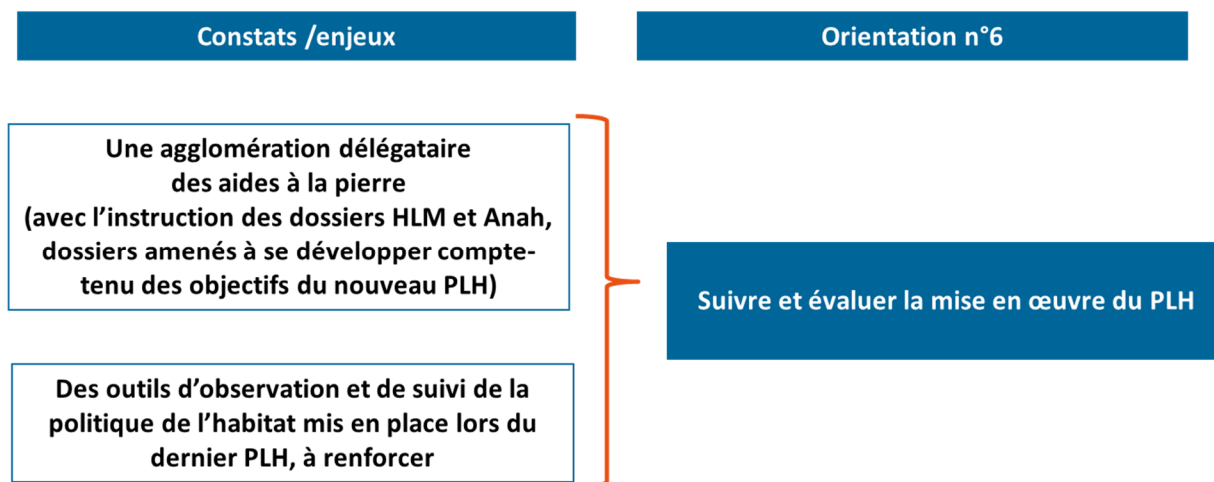 Constats /enjeux
Orientation n°6
Une agglomération délégataire
des aides à la pierre
(avec l'instruction des dossiers HLM et Anah,
dossiers amenés à se développer compte-
tenu des objectifs du nouveau PLH)
Des outils d'observation et de suivi de la
politique de l'habitat mis en place lors du
dernier PLH, à renforcer
Suivre et évaluer la mise en œuvre du PLH